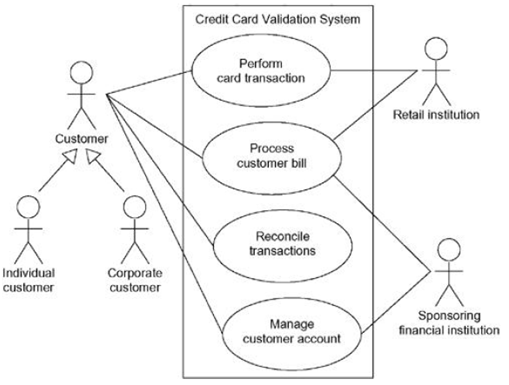 Credit Card Validation System
Perform
card transaction
Retail institution
Customer
Process
customer bill
Reconcile
transactions
Individual
customer
Corporate
customer
Manage
customer account
Sponsoring
financial institution